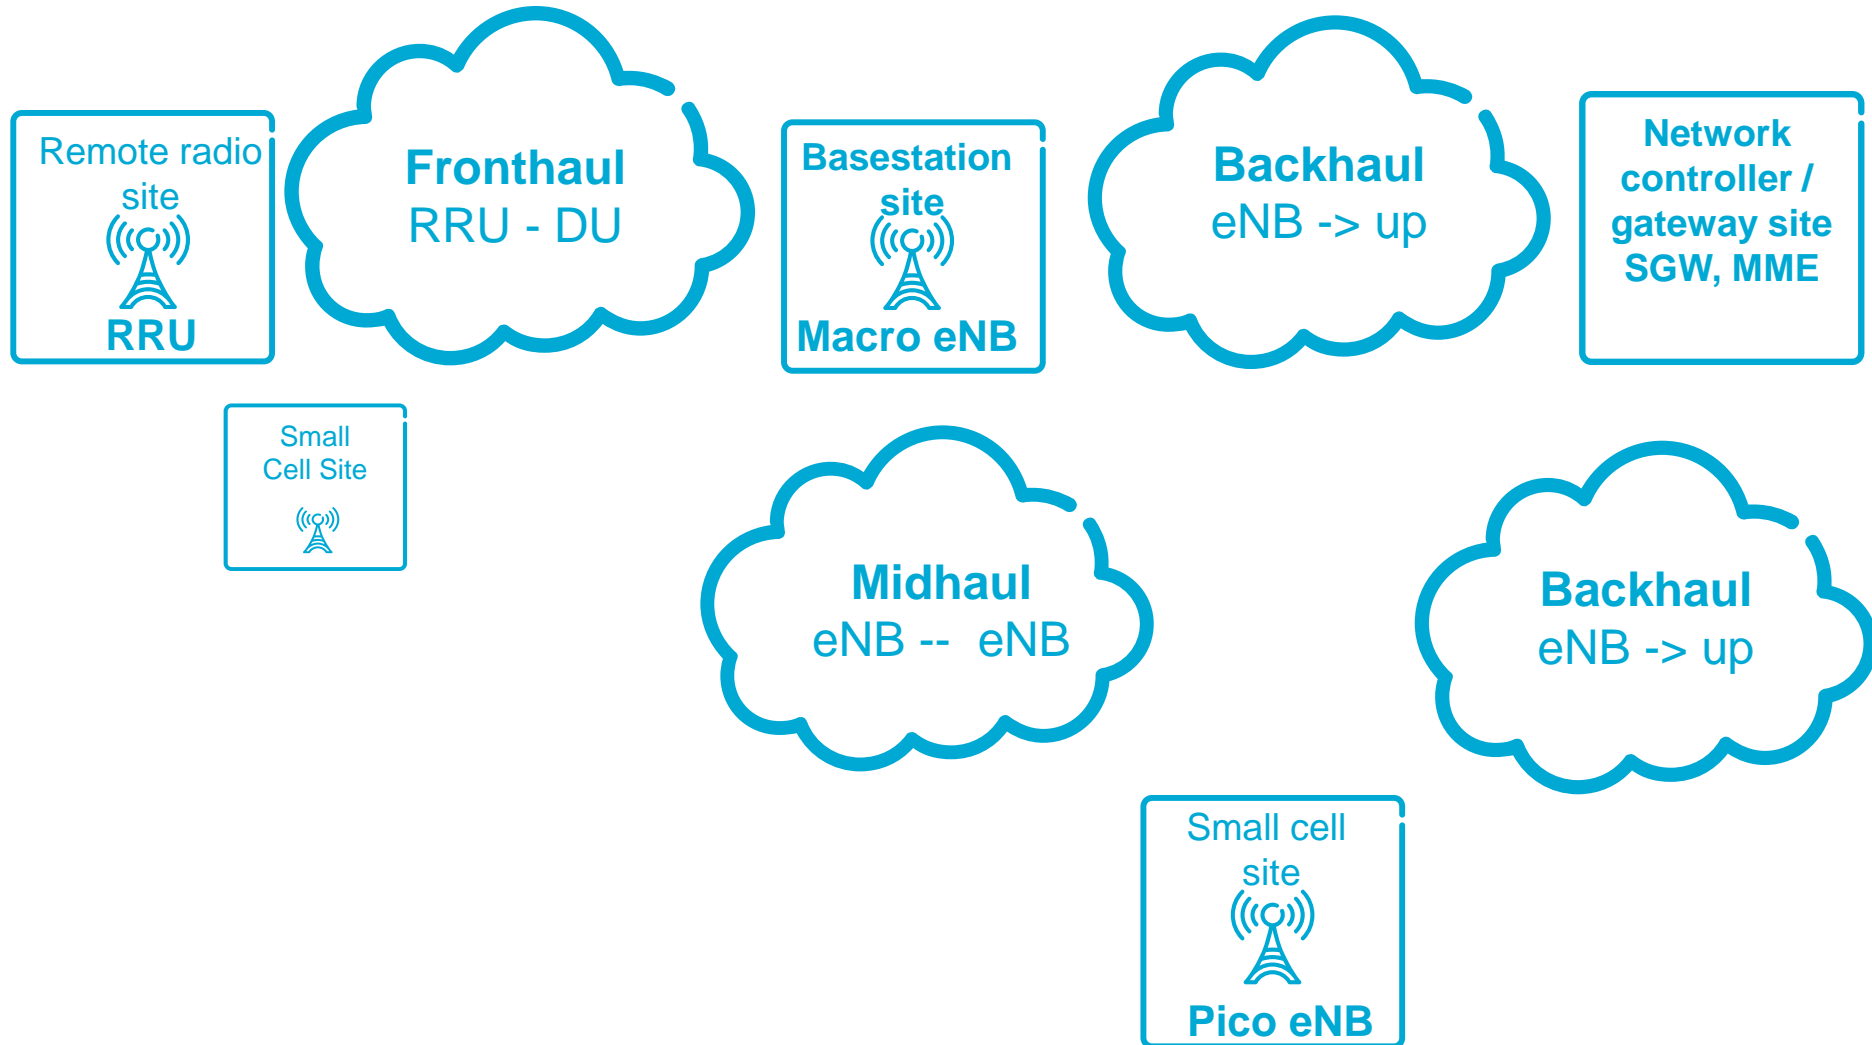 Remote radio
site
RRU
Fronthaul
RRU - DU
Basestation
site
Macro eNB
Backhaul
eNB -> up
Network
controller /
gateway site
SGW, MME
Small
Cell Site
Midhaul
eNB -- eNB
Backhaul
eNB -> up
Small cell
site
Pico eNB